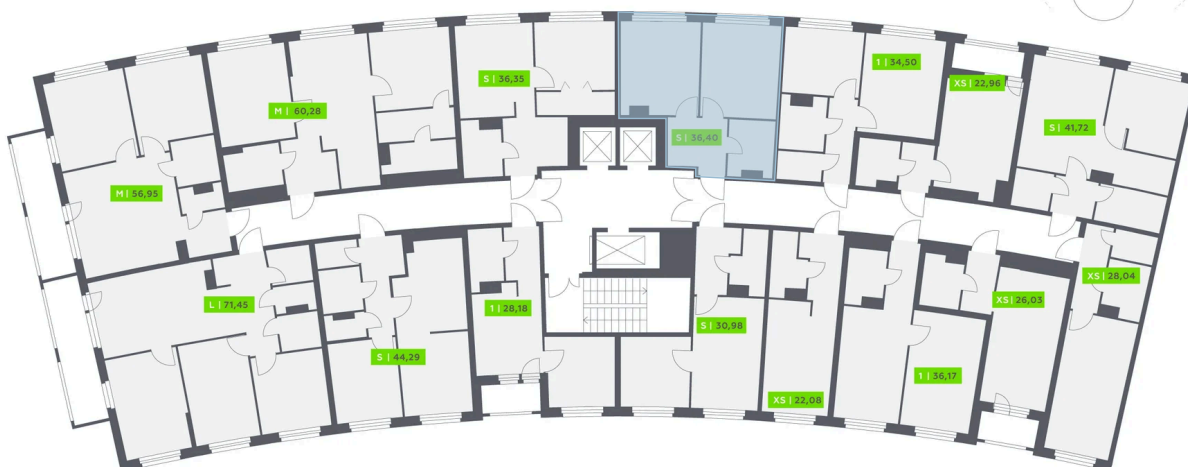 S | 36,35
1 | 34,50
XS | 22,96
M | 60,28
S | 36,40
S | 41,72
M | 56,95
L | 71,45
1 | 28,18
XS | 28,04
XS | 26,03
S | 30,98
S | 44,29
1 | 36,17
XS | 22,08